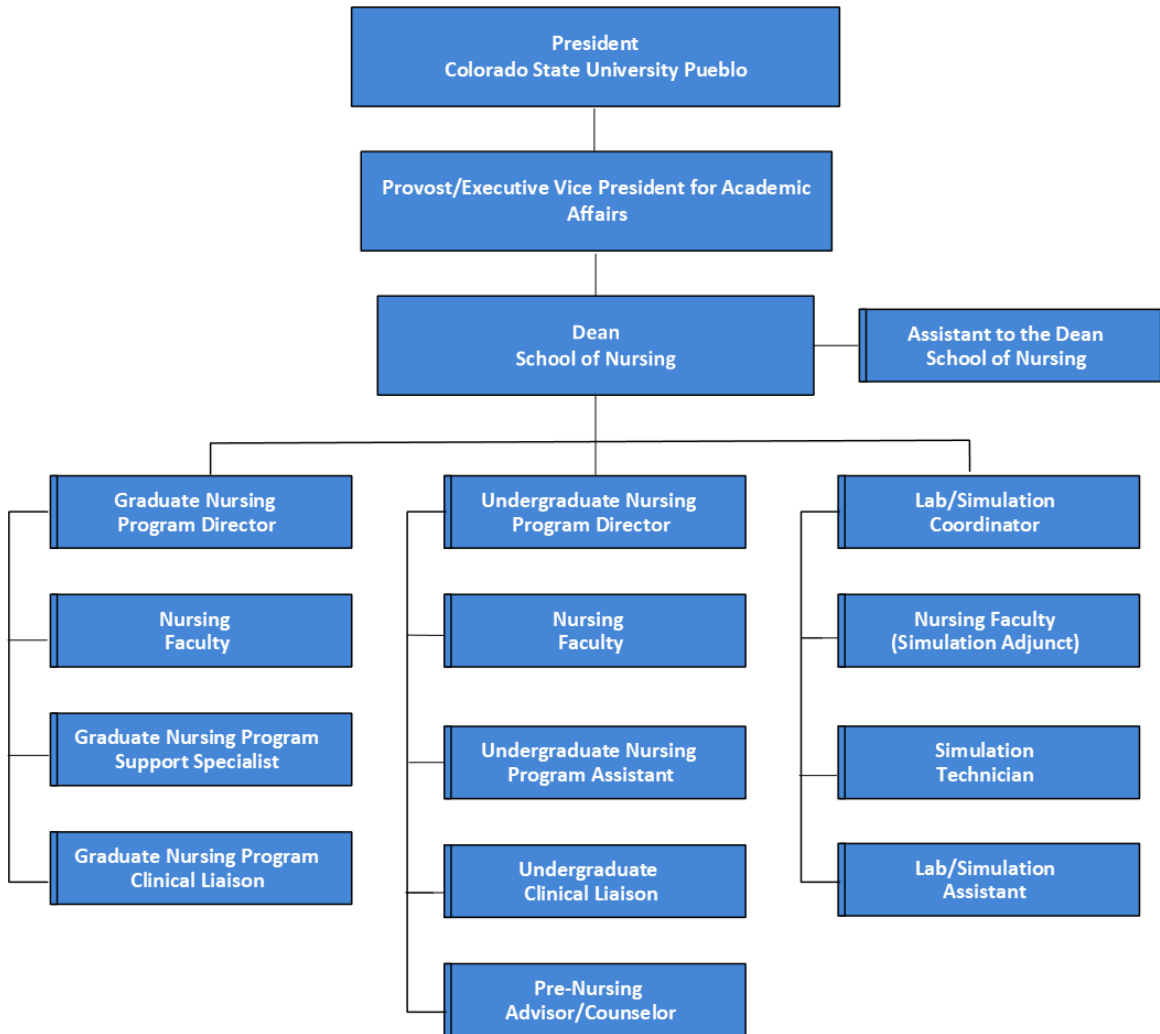 President
Colorado State University Pueblo
Provost/Executive Vice President for Academic
Affairs
Dean
School of Nursing
Assistant to the Dean
School of Nursing
Graduate Nursing
Program Director
Nursing
Faculty
Graduate Nursing Program
Support Specialist
Graduate Nursing Program
Clinical Liaison
Undergraduate Nursing
Program Director
Nursing
Faculty
Undergraduate Nursing
Program Assistant
Undergraduate
Clinical Liaison
Pre-Nursing
Advisor/Counselor
Lab/Simulation
Coordinator
Nursing Faculty
(Simulation Adjunct)
Simulation
Technician
Lab/Simulation
Assistant